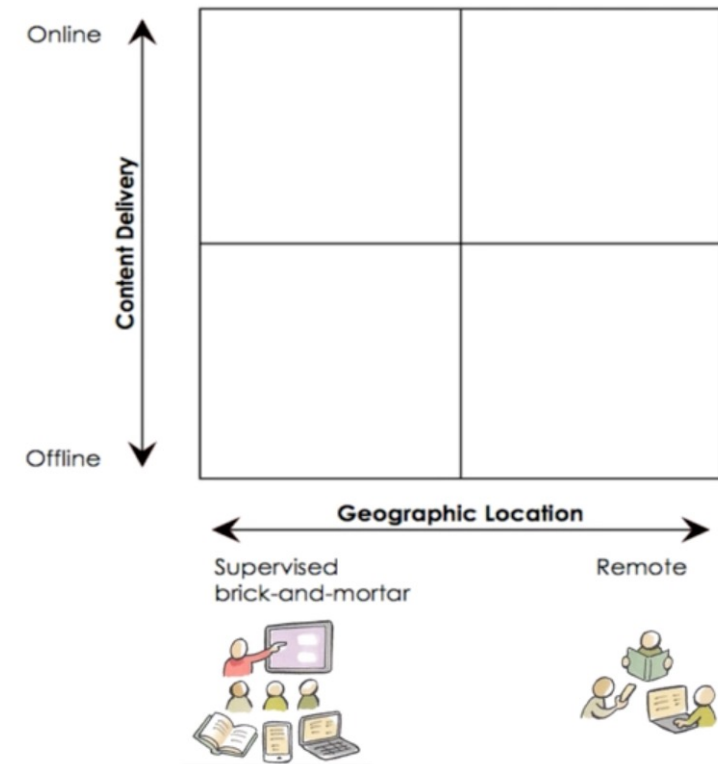 Online
Content Delivery
Offline
Geographic Location
Supervised
brick-and-mortar
Remote